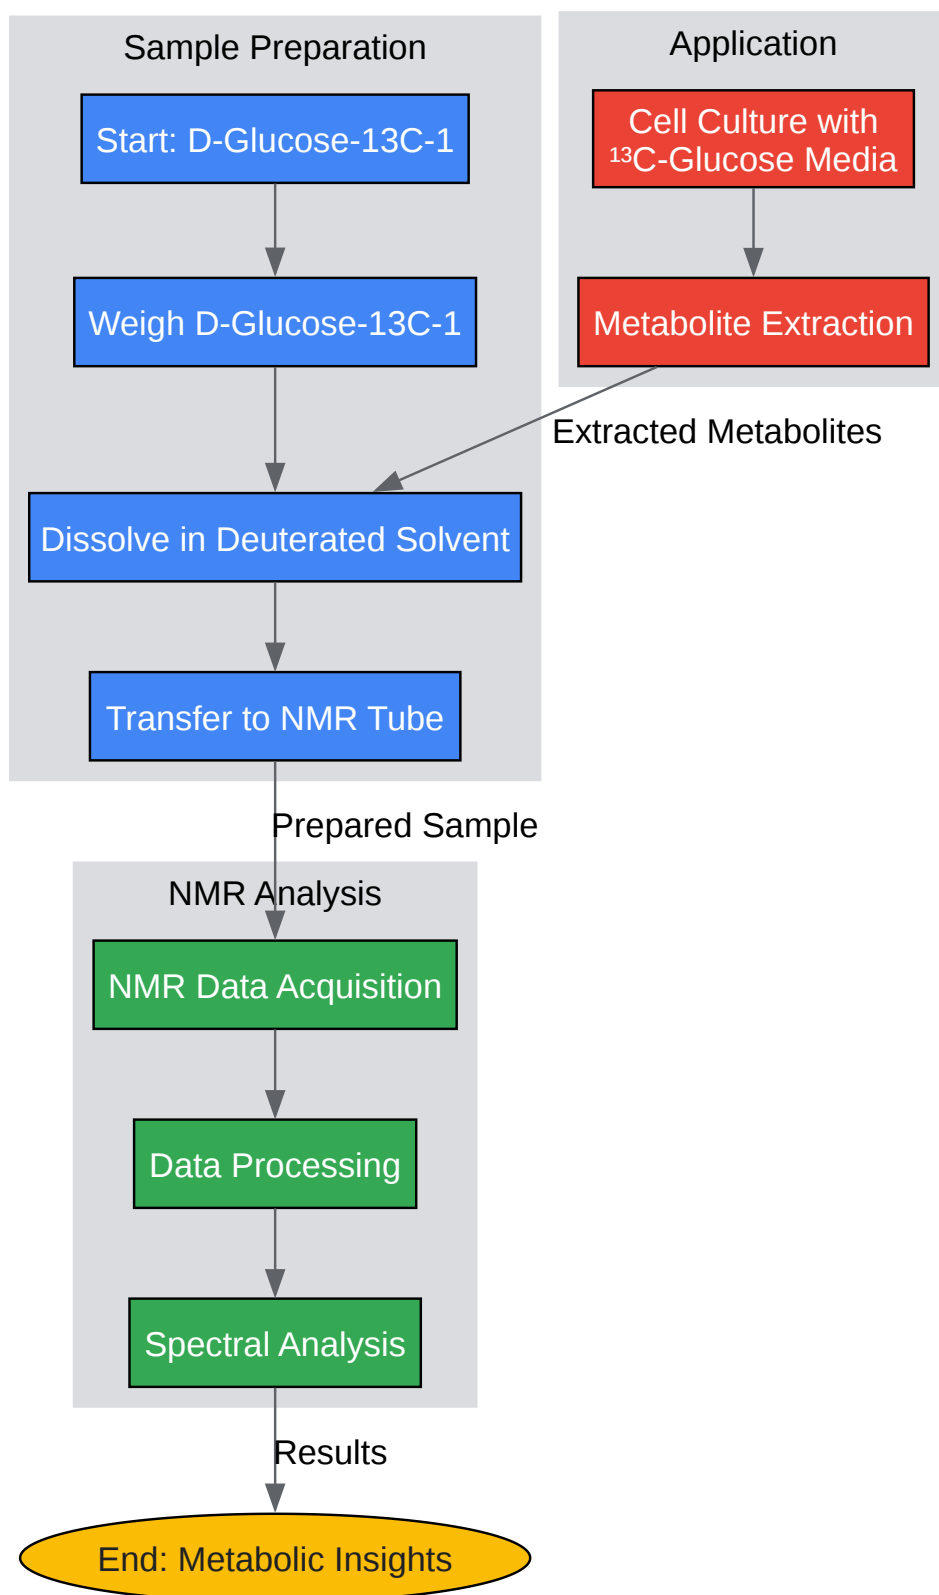 Sample Preparation
Start: D-Glucose-13C-1
Weigh D-Glucose-13C-1
Dissolve in Deuterated Solvent
Transfer to NMR Tube
Application
Cell Culture with
¹³C-Glucose Media
Metabolite Extraction
Extracted Metabolites
Prepared Sample
NMR Analysis
NMR Data Acquisition
Data Processing
Spectral Analysis
Results
End: Metabolic Insights